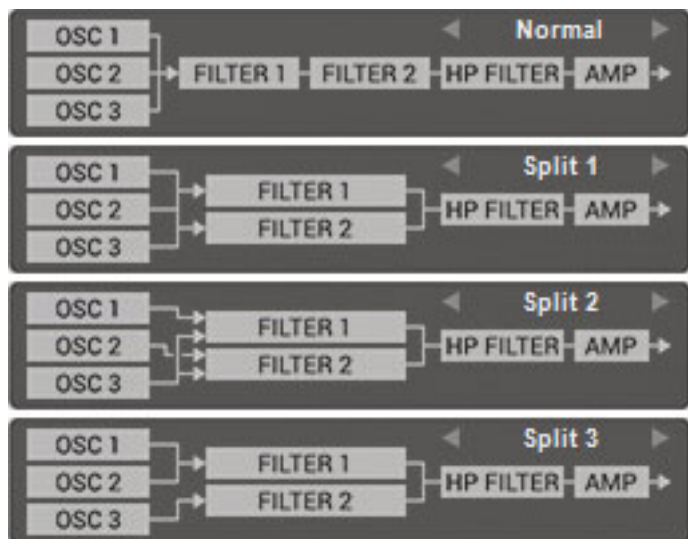 Normal
OSC 1
OSC 2 FILTER 1 FILTER 2 HP FILTER AMP
OSC 3
Split 1
OSC 1
FILTER 1
OSC 2 HP FILTER AMP
FILTER 2
OSC 3
Split 2
OSC 1
FILTER 1
OSC 2 HP FILTER AMP
FILTER 2
OSC 3
Split 3
OSC 1
FILTER 1
OSC 2 HP FILTER AMP
FILTER 2
OSC 3